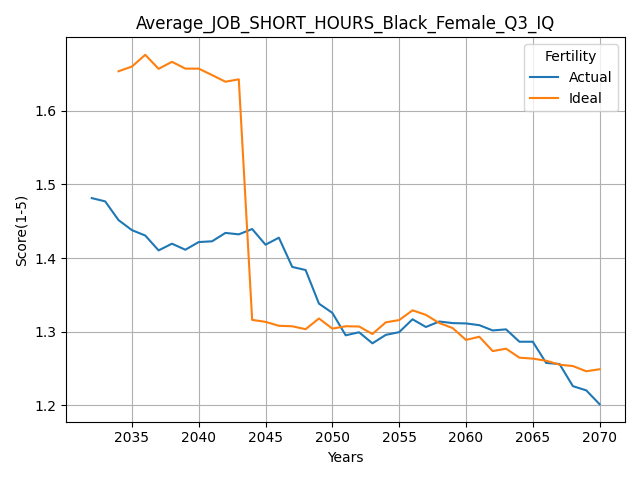 Average_JOB_SHORT_HOURS_Black_Female_Q3_IQ
Fertility
Actual
Ideal
Score(1-5)
1.6
1.5
1.4
1.3
1.2
2035 2040 2045 2050 2055 2060 2065 2070
Years